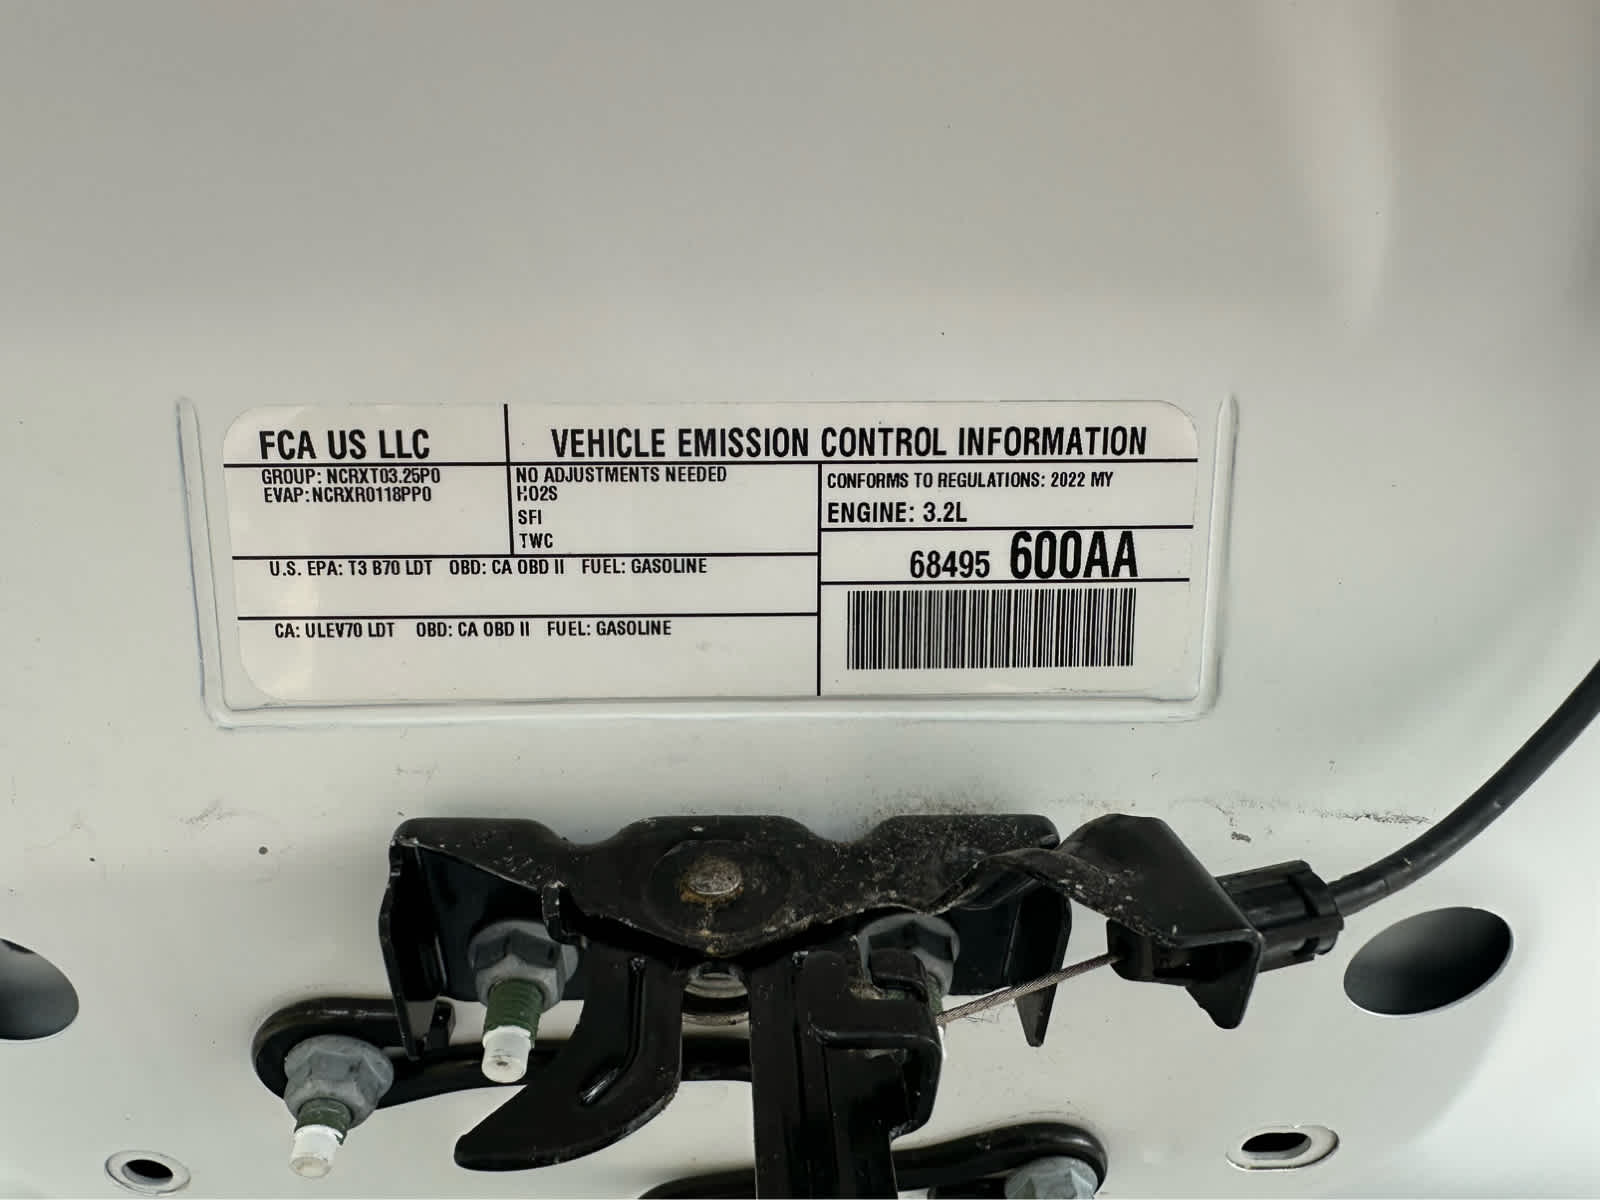 FCA US LLC
VEHICLE EMISSION CONTROL INFORMATION
GROUP: NCRXT03.25P0
EVAP:NCRXR0118PP0
NO ADJUSTMENTS NEEDED
HO2S
SFI
TWC
CONFORMS TO REGULATIONS: 2022 MY
ENGINE: 3.2L
68495 600AA
U.S. EPA: T3 B70 LDT OBD: CA OBD II FUEL: GASOLINE
CA: ULEV70 LDT OBD: CA OBD II FUEL: GASOLINE